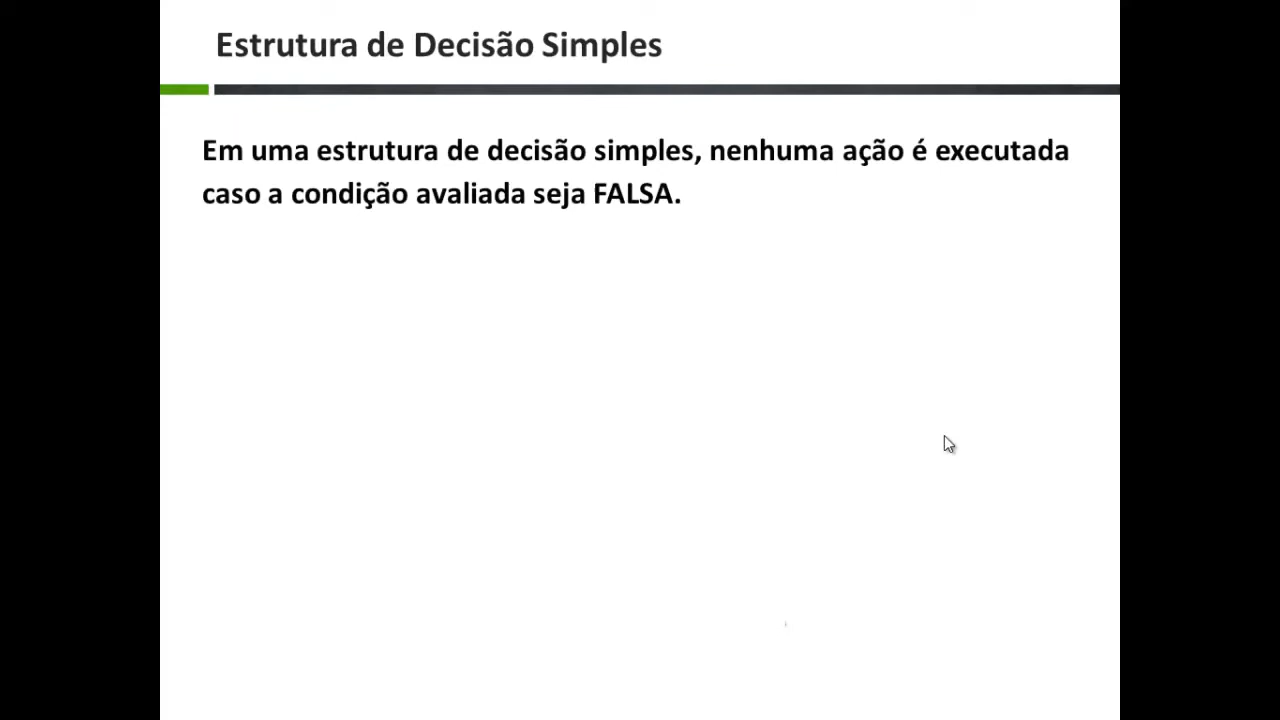 Estrutura de Decisão Simples
Em uma estrutura de decisão simples, nenhuma ação é executada
caso a condição avaliada seja FALSA.